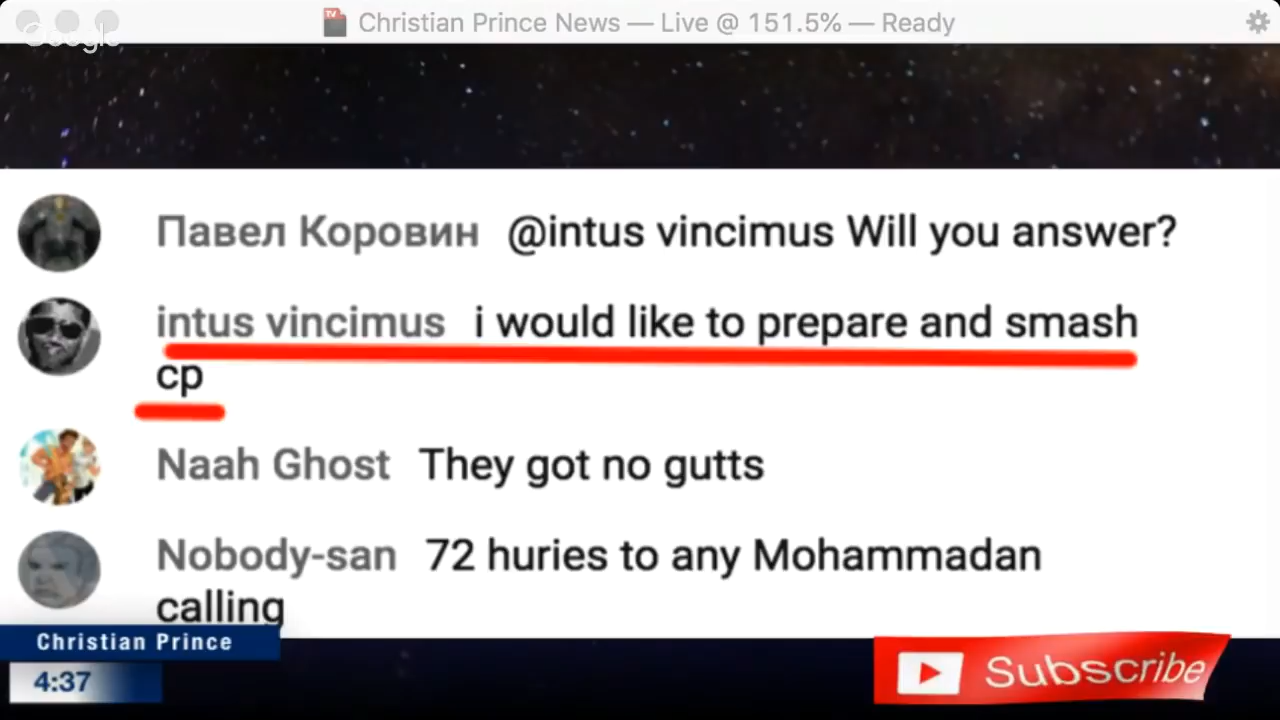 Christian Prince News — Live @ 151.5% — Ready
Google
Павел Коровин @intus vincimus Will you answer?
intus vincimus i would like to prepare and smash
cp
Naah Ghost They got no gutts
Nobody-san 72 huries to any Mohammadan
calling
Christian Prince
4:37
Subscribe